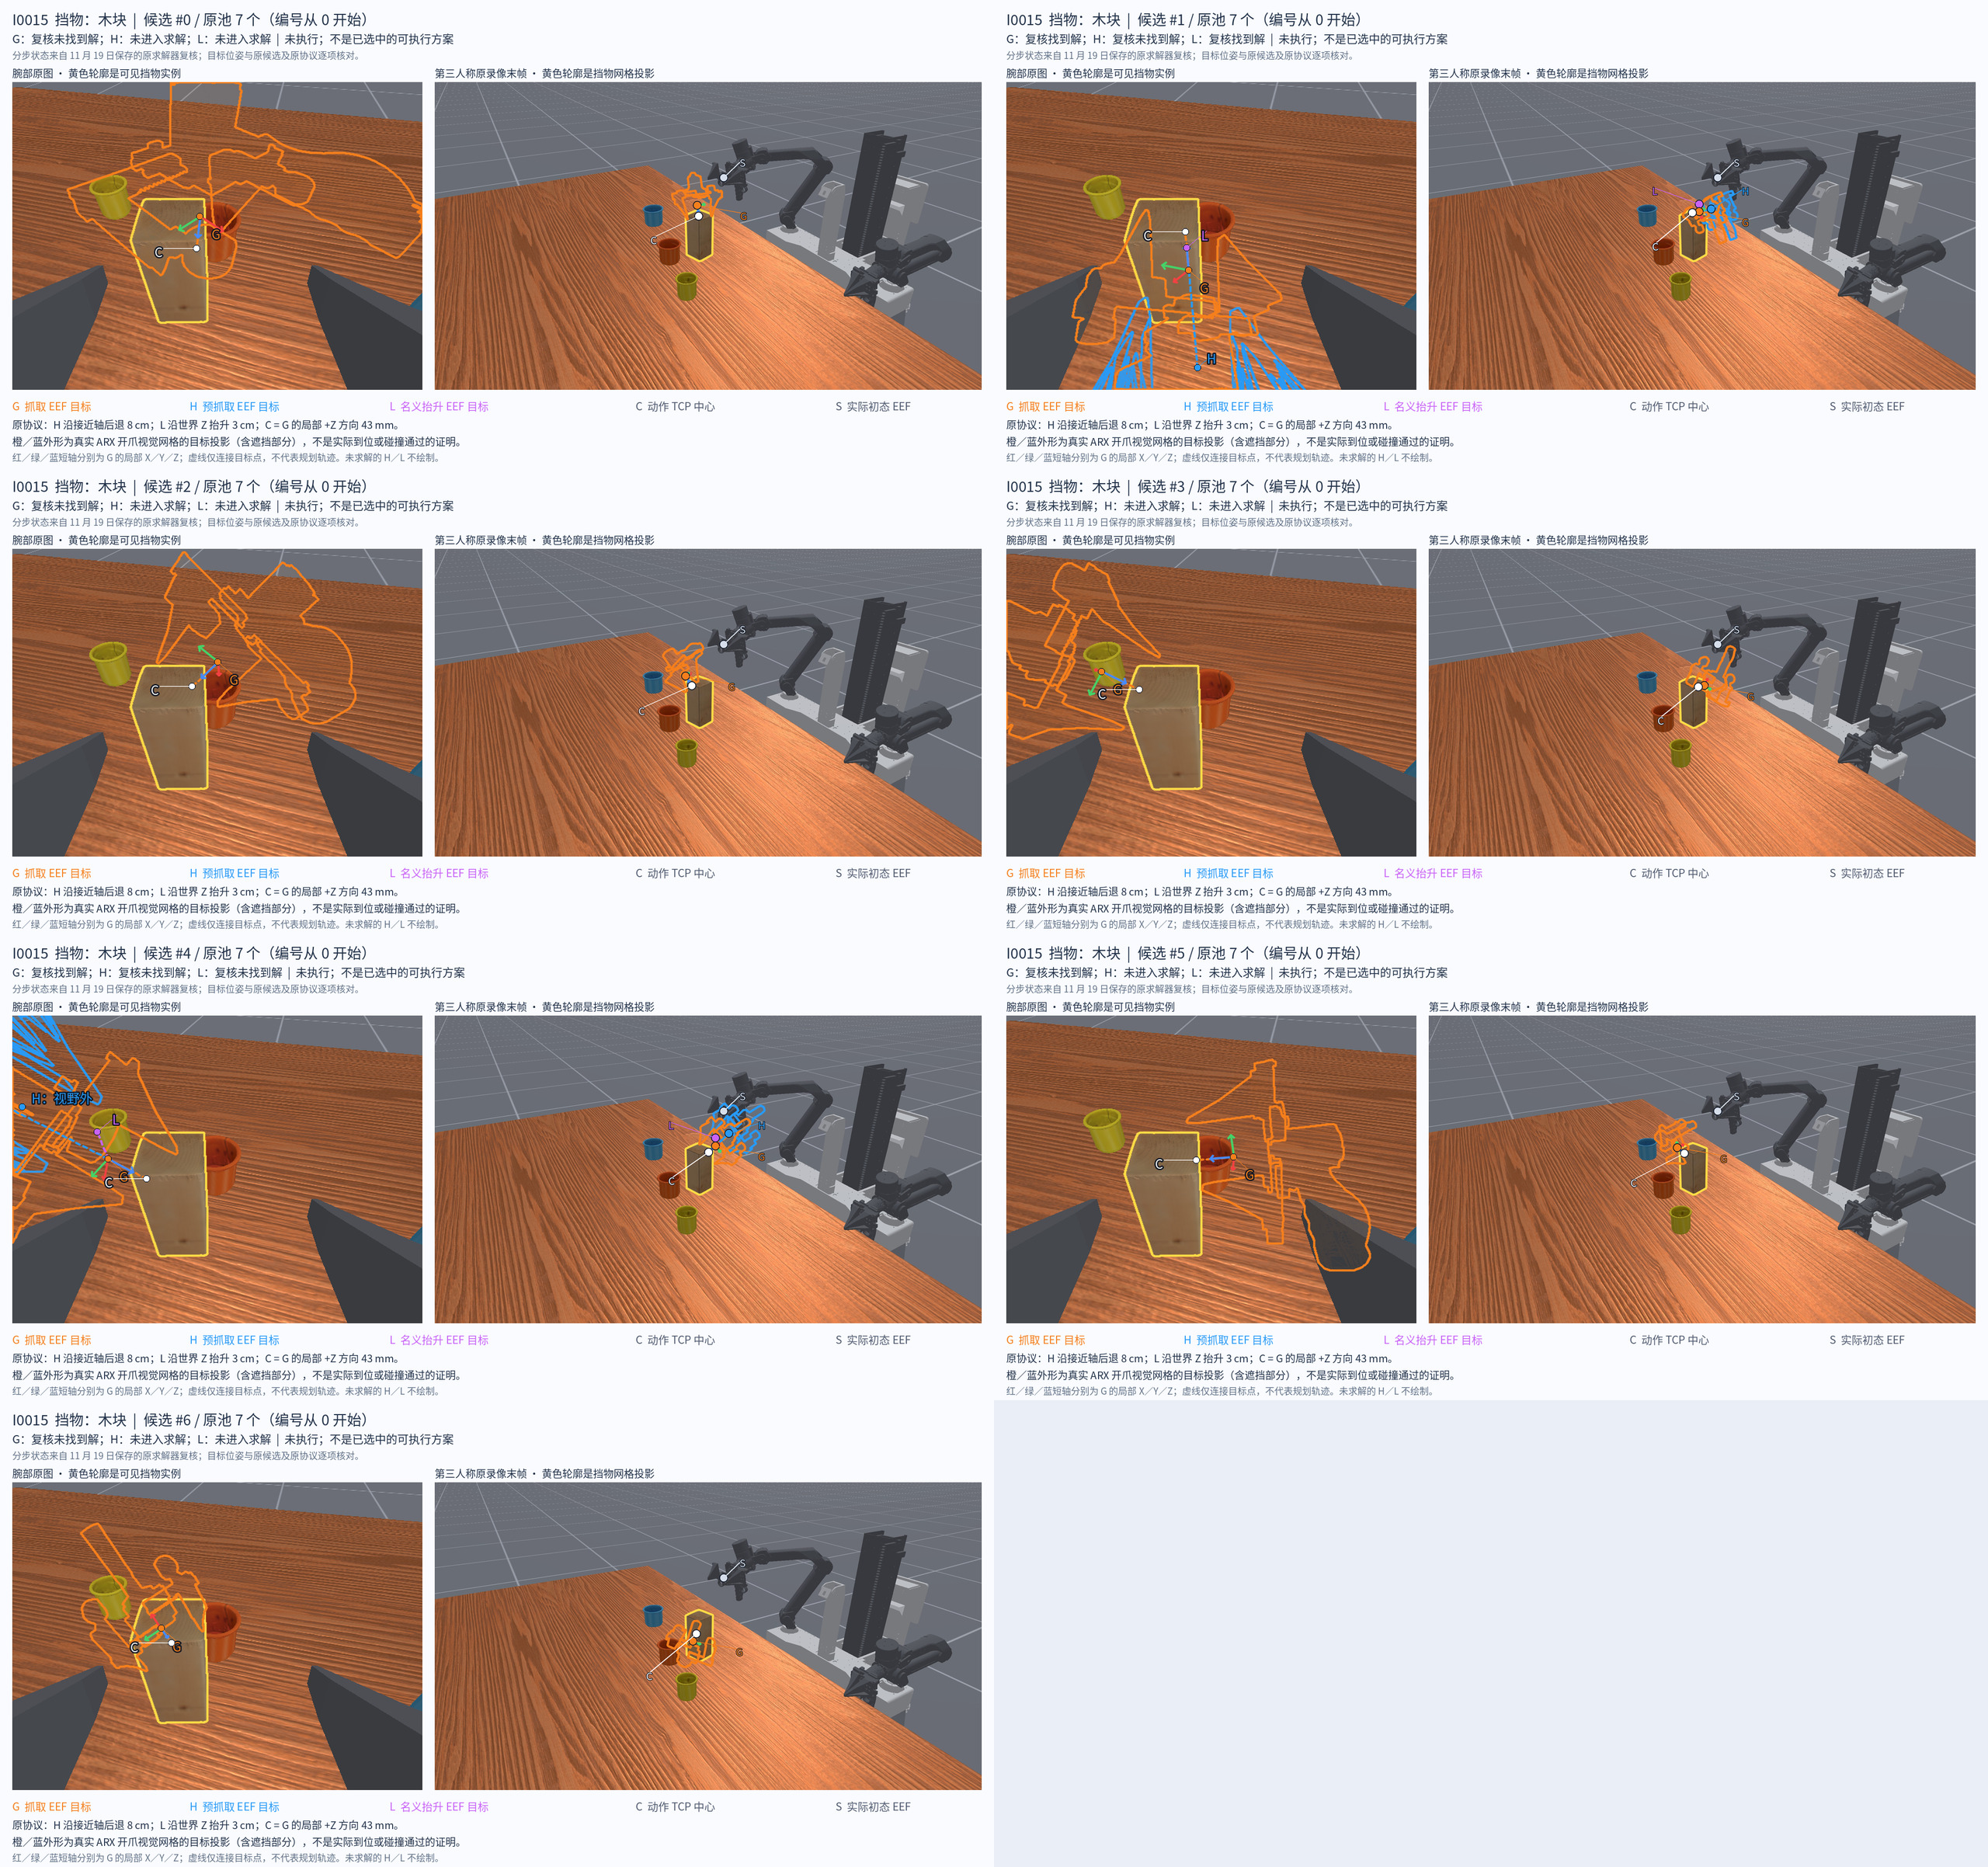 I0015 挡物：木块｜候选 #0 / 原池 7 个（编号从 0 开始）
G：复核未找到解；H：未进入求解；L：未进入求解｜未执行；不是已选中的可执行方案
分步状态来自 11 月 19 日保存的原求解器复核；目标位姿与原候选及原协议逐项核对。
腕部原图 · 黄色轮廓是可见挡物实例
第三人称原录像末帧 · 黄色轮廓是挡物网格投影
C
G
S
G
C
G 抓取 EEF 目标
H 预抓取 EEF 目标
L 名义抬升 EEF 目标
C 动作 TCP 中心
S 实际初态 EEF
原协议：H 沿接近轴后退 8 cm；L 沿世界 Z 抬升 3 cm；C = G 的局部 +Z 方向 43 mm。
橙／蓝外形为真实 ARX 开爪视觉网格的目标投影（含遮挡部分），不是实际到位或碰撞通过的证明。
红／绿／蓝短轴分别为 G 的局部 X／Y／Z；虚线仅连接目标点，不代表规划轨迹。未求解的 H／L 不绘制。
I0015 挡物：木块｜候选 #1 / 原池 7 个（编号从 0 开始）
G：复核找到解；H：复核未找到解；L：复核找到解｜未执行；不是已选中的可执行方案
分步状态来自 11 月 19 日保存的原求解器复核；目标位姿与原候选及原协议逐项核对。
腕部原图 · 黄色轮廓是可见挡物实例
第三人称原录像末帧 · 黄色轮廓是挡物网格投影
C
L
G
H
S
L
H
G
C
G 抓取 EEF 目标
H 预抓取 EEF 目标
L 名义抬升 EEF 目标
C 动作 TCP 中心
S 实际初态 EEF
原协议：H 沿接近轴后退 8 cm；L 沿世界 Z 抬升 3 cm；C = G 的局部 +Z 方向 43 mm。
橙／蓝外形为真实 ARX 开爪视觉网格的目标投影（含遮挡部分），不是实际到位或碰撞通过的证明。
红／绿／蓝短轴分别为 G 的局部 X／Y／Z；虚线仅连接目标点，不代表规划轨迹。未求解的 H／L 不绘制。
I0015 挡物：木块｜候选 #2 / 原池 7 个（编号从 0 开始）
G：复核未找到解；H：未进入求解；L：未进入求解｜未执行；不是已选中的可执行方案
分步状态来自 11 月 19 日保存的原求解器复核；目标位姿与原候选及原协议逐项核对。
腕部原图 · 黄色轮廓是可见挡物实例
第三人称原录像末帧 · 黄色轮廓是挡物网格投影
C
G
S
G
C
G 抓取 EEF 目标
H 预抓取 EEF 目标
L 名义抬升 EEF 目标
C 动作 TCP 中心
S 实际初态 EEF
原协议：H 沿接近轴后退 8 cm；L 沿世界 Z 抬升 3 cm；C = G 的局部 +Z 方向 43 mm。
橙／蓝外形为真实 ARX 开爪视觉网格的目标投影（含遮挡部分），不是实际到位或碰撞通过的证明。
红／绿／蓝短轴分别为 G 的局部 X／Y／Z；虚线仅连接目标点，不代表规划轨迹。未求解的 H／L 不绘制。
I0015 挡物：木块｜候选 #3 / 原池 7 个（编号从 0 开始）
G：复核未找到解；H：未进入求解；L：未进入求解｜未执行；不是已选中的可执行方案
分步状态来自 11 月 19 日保存的原求解器复核；目标位姿与原候选及原协议逐项核对。
腕部原图 · 黄色轮廓是可见挡物实例
第三人称原录像末帧 · 黄色轮廓是挡物网格投影
C
G
S
G
C
G 抓取 EEF 目标
H 预抓取 EEF 目标
L 名义抬升 EEF 目标
C 动作 TCP 中心
S 实际初态 EEF
原协议：H 沿接近轴后退 8 cm；L 沿世界 Z 抬升 3 cm；C = G 的局部 +Z 方向 43 mm。
橙／蓝外形为真实 ARX 开爪视觉网格的目标投影（含遮挡部分），不是实际到位或碰撞通过的证明。
红／绿／蓝短轴分别为 G 的局部 X／Y／Z；虚线仅连接目标点，不代表规划轨迹。未求解的 H／L 不绘制。
I0015 挡物：木块｜候选 #4 / 原池 7 个（编号从 0 开始）
G：复核找到解；H：复核未找到解；L：复核未找到解｜未执行；不是已选中的可执行方案
分步状态来自 11 月 19 日保存的原求解器复核；目标位姿与原候选及原协议逐项核对。
腕部原图 · 黄色轮廓是可见挡物实例
第三人称原录像末帧 · 黄色轮廓是挡物网格投影
H：视野外
L
C
G
S
L
H
G
C
G 抓取 EEF 目标
H 预抓取 EEF 目标
L 名义抬升 EEF 目标
C 动作 TCP 中心
S 实际初态 EEF
原协议：H 沿接近轴后退 8 cm；L 沿世界 Z 抬升 3 cm；C = G 的局部 +Z 方向 43 mm。
橙／蓝外形为真实 ARX 开爪视觉网格的目标投影（含遮挡部分），不是实际到位或碰撞通过的证明。
红／绿／蓝短轴分别为 G 的局部 X／Y／Z；虚线仅连接目标点，不代表规划轨迹。未求解的 H／L 不绘制。
I0015 挡物：木块｜候选 #5 / 原池 7 个（编号从 0 开始）
G：复核未找到解；H：未进入求解；L：未进入求解｜未执行；不是已选中的可执行方案
分步状态来自 11 月 19 日保存的原求解器复核；目标位姿与原候选及原协议逐项核对。
腕部原图 · 黄色轮廓是可见挡物实例
第三人称原录像末帧 · 黄色轮廓是挡物网格投影
C
G
S
G
C
G 抓取 EEF 目标
H 预抓取 EEF 目标
L 名义抬升 EEF 目标
C 动作 TCP 中心
S 实际初态 EEF
原协议：H 沿接近轴后退 8 cm；L 沿世界 Z 抬升 3 cm；C = G 的局部 +Z 方向 43 mm。
橙／蓝外形为真实 ARX 开爪视觉网格的目标投影（含遮挡部分），不是实际到位或碰撞通过的证明。
红／绿／蓝短轴分别为 G 的局部 X／Y／Z；虚线仅连接目标点，不代表规划轨迹。未求解的 H／L 不绘制。
I0015 挡物：木块｜候选 #6 / 原池 7 个（编号从 0 开始）
G：复核未找到解；H：未进入求解；L：未进入求解｜未执行；不是已选中的可执行方案
分步状态来自 11 月 19 日保存的原求解器复核；目标位姿与原候选及原协议逐项核对。
腕部原图 · 黄色轮廓是可见挡物实例
第三人称原录像末帧 · 黄色轮廓是挡物网格投影
C
G
S
G
C
G 抓取 EEF 目标
H 预抓取 EEF 目标
L 名义抬升 EEF 目标
C 动作 TCP 中心
S 实际初态 EEF
原协议：H 沿接近轴后退 8 cm；L 沿世界 Z 抬升 3 cm；C = G 的局部 +Z 方向 43 mm。
橙／蓝外形为真实 ARX 开爪视觉网格的目标投影（含遮挡部分），不是实际到位或碰撞通过的证明。
红／绿／蓝短轴分别为 G 的局部 X／Y／Z；虚线仅连接目标点，不代表规划轨迹。未求解的 H／L 不绘制。